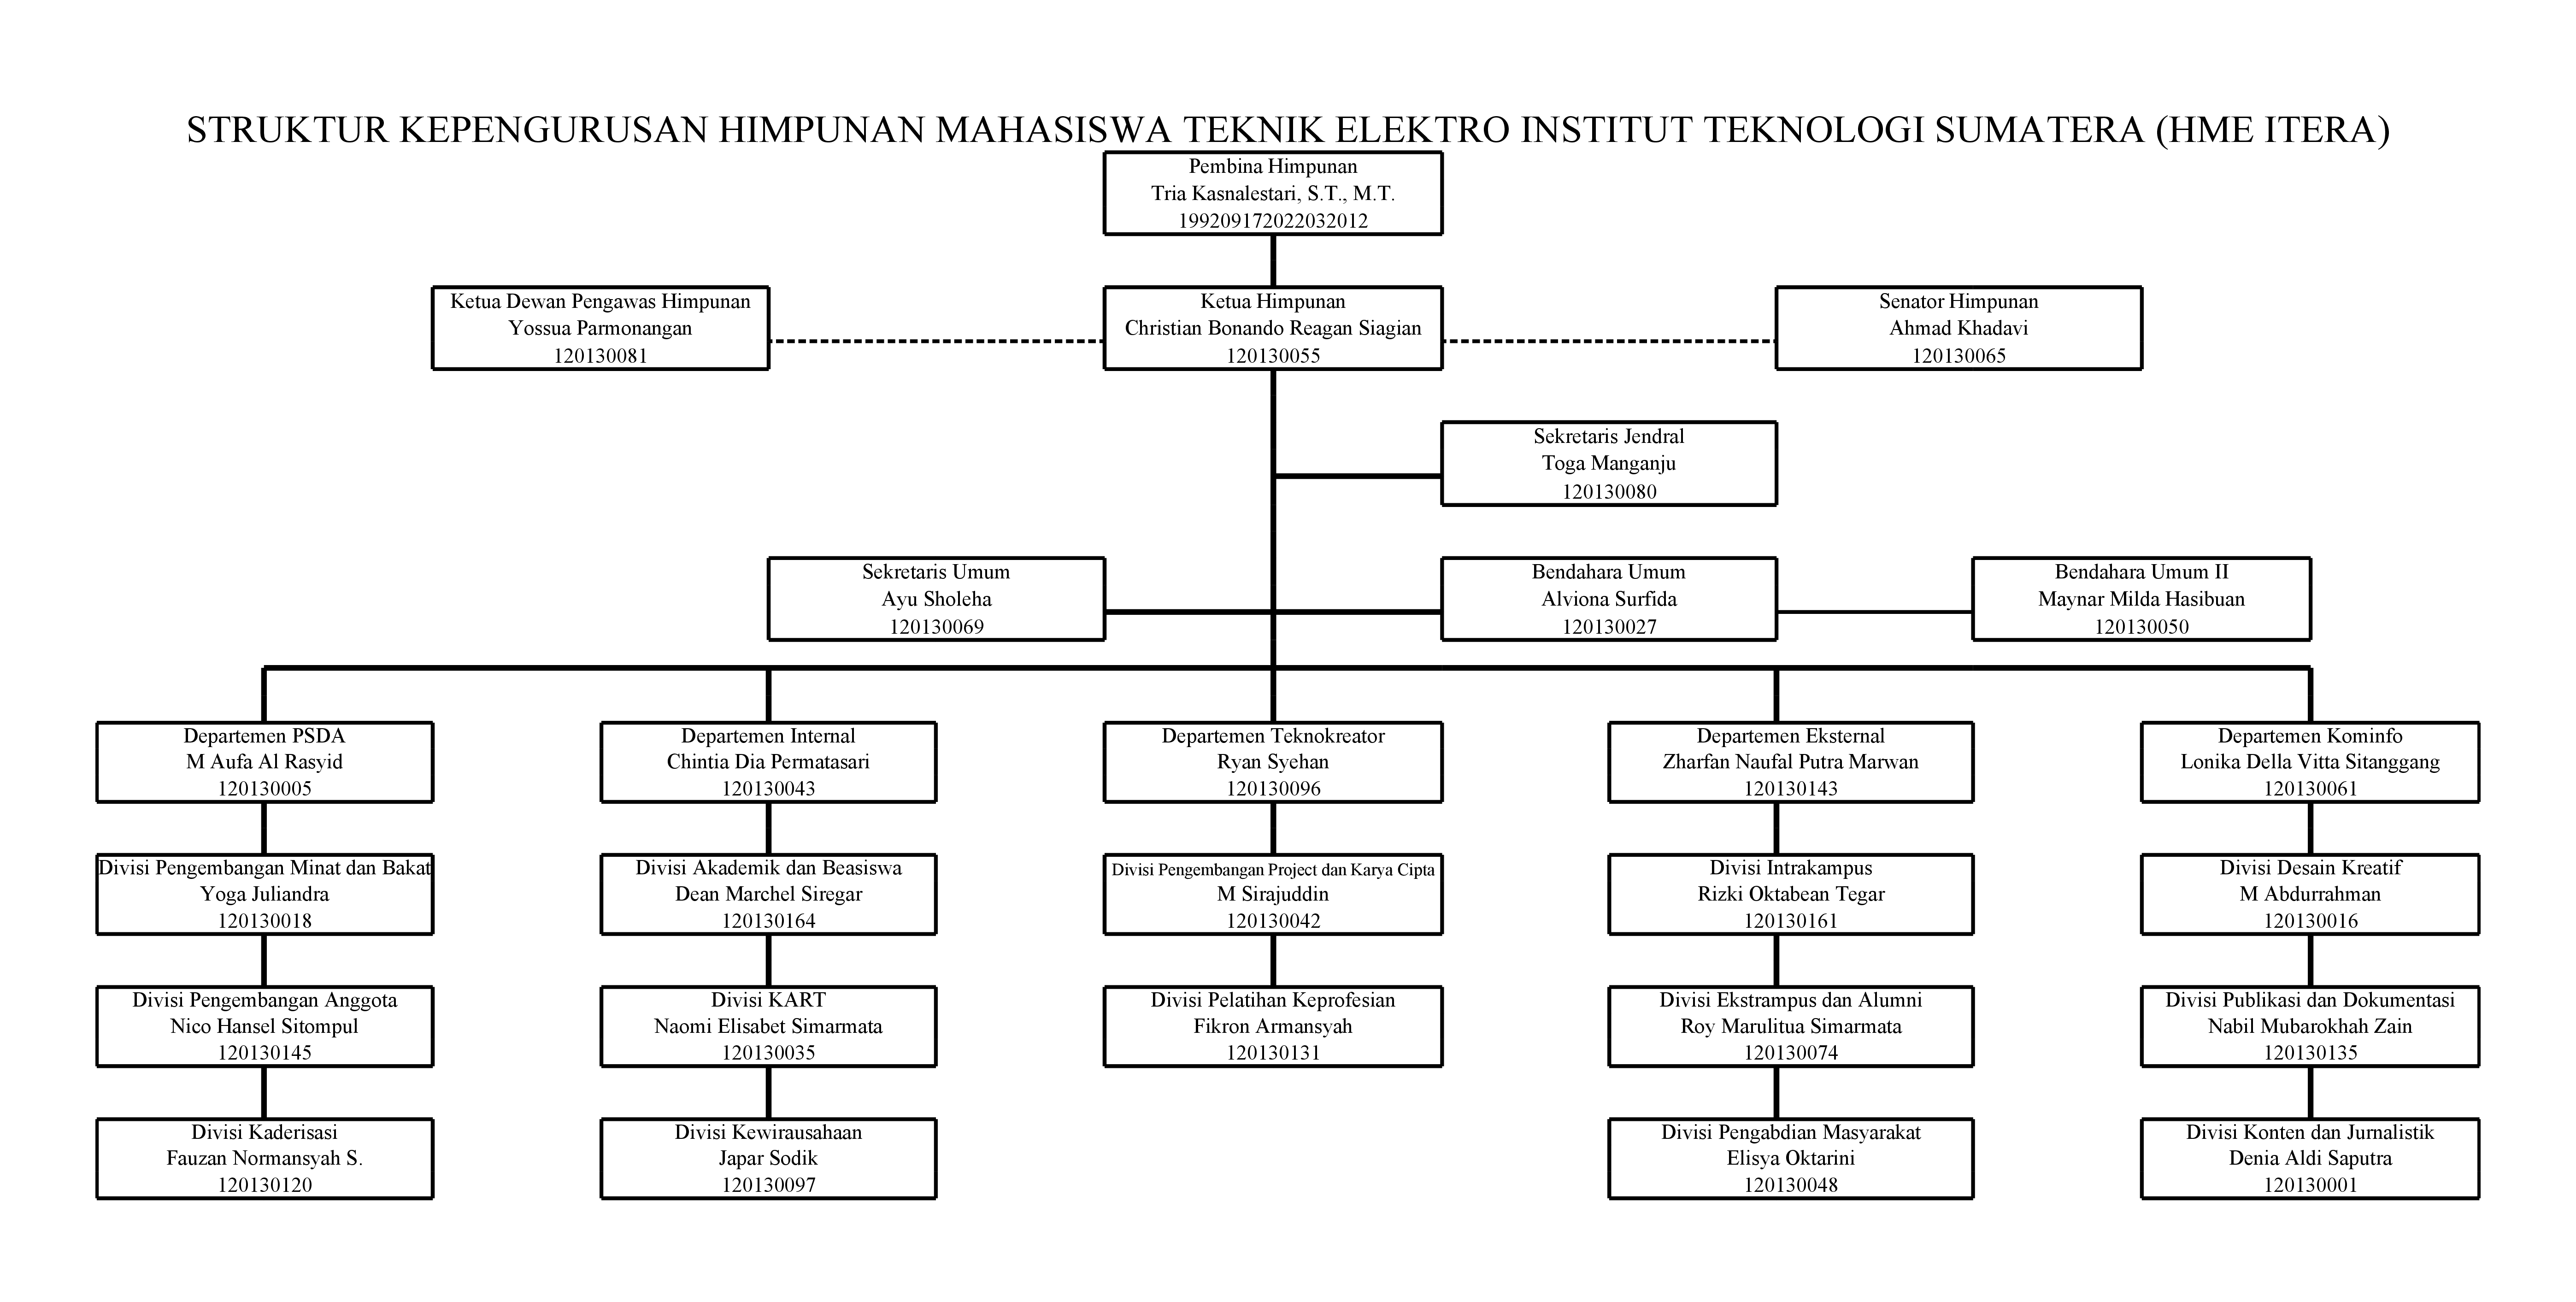 STRUKTUR KEPENGURUSAN HIMPUNAN MAHASISWA TEKNIK ELEKTRO INSTITUT TEKNOLOGI SUMATERA (HME ITERA)
Pembina Himpunan
Tria Kasnalestari, S.T., M.T.
199209172022032012
Ketua Dewan Pengawas Himpunan
Yossua Parmonangan
120130081
Ketua Himpunan
Christian Bonando Reagan Siagian
120130055
Senator Himpunan
Ahmad Khadavi
120130065
Sekretaris Jendral
Toga Manganju
120130080
Sekretaris Umum
Ayu Sholeha
120130069
Bendahara Umum
Alviona Surfida
120130027
Bendahara Umum II
Maynar Milda Hasibuan
120130050
Departemen PSDA
M Aufa Al Rasyid
120130005
Departemen Internal
Chintia Dia Permatasari
120130043
Departemen Teknokreator
Ryan Syehan
120130096
Departemen Eksternal
Zharfan Naufal Putra Marwan
120130143
Departemen Kominfo
Lonika Della Vitta Sitanggang
120130061
Divisi Pengembangan Minat dan Bakat
Yoga Juliandra
120130018
Divisi Akademik dan Beasiswa
Dean Marchel Siregar
120130164
Divisi Pengembangan Project dan Karya Cipta
M Sirajuddin
120130042
Divisi Intrakampus
Rizki Oktabean Tegar
120130161
Divisi Desain Kreatif
M Abdurrahman
120130016
Divisi Pengembangan Anggota
Nico Hansel Sitompul
120130145
Divisi KART
Naomi Elisabet Simarmata
120130035
Divisi Pelatihan Keprofesian
Fikron Armansyah
120130131
Divisi Ekstrampus dan Alumni
Roy Marulitua Simarmata
120130074
Divisi Publikasi dan Dokumentasi
Nabil Mubarokhah Zain
120130135
Divisi Kaderisasi
Fauzan Normansyah S.
120130120
Divisi Kewirausahaan
Japar Sodik
120130097
Divisi Pengabdian Masyarakat
Elisya Oktarini
120130048
Divisi Konten dan Jurnalistik
Denia Aldi Saputra
120130001